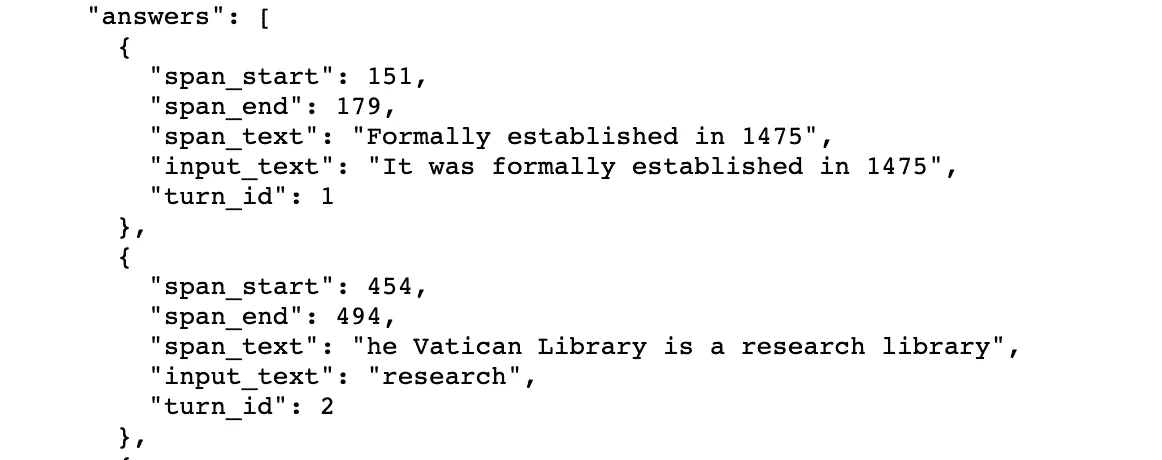 "answers": [
{
"span_start": 151,
"span_end": 179,
"span_text": "Formally established in 1475",
"input_text": "It was formally established in 1475",
"turn_id": 1
},
{
"span_start": 454,
"span_end": 494,
"span_text": "he Vatican Library is a research library",
"input_text": "research",
"turn_id": 2
},